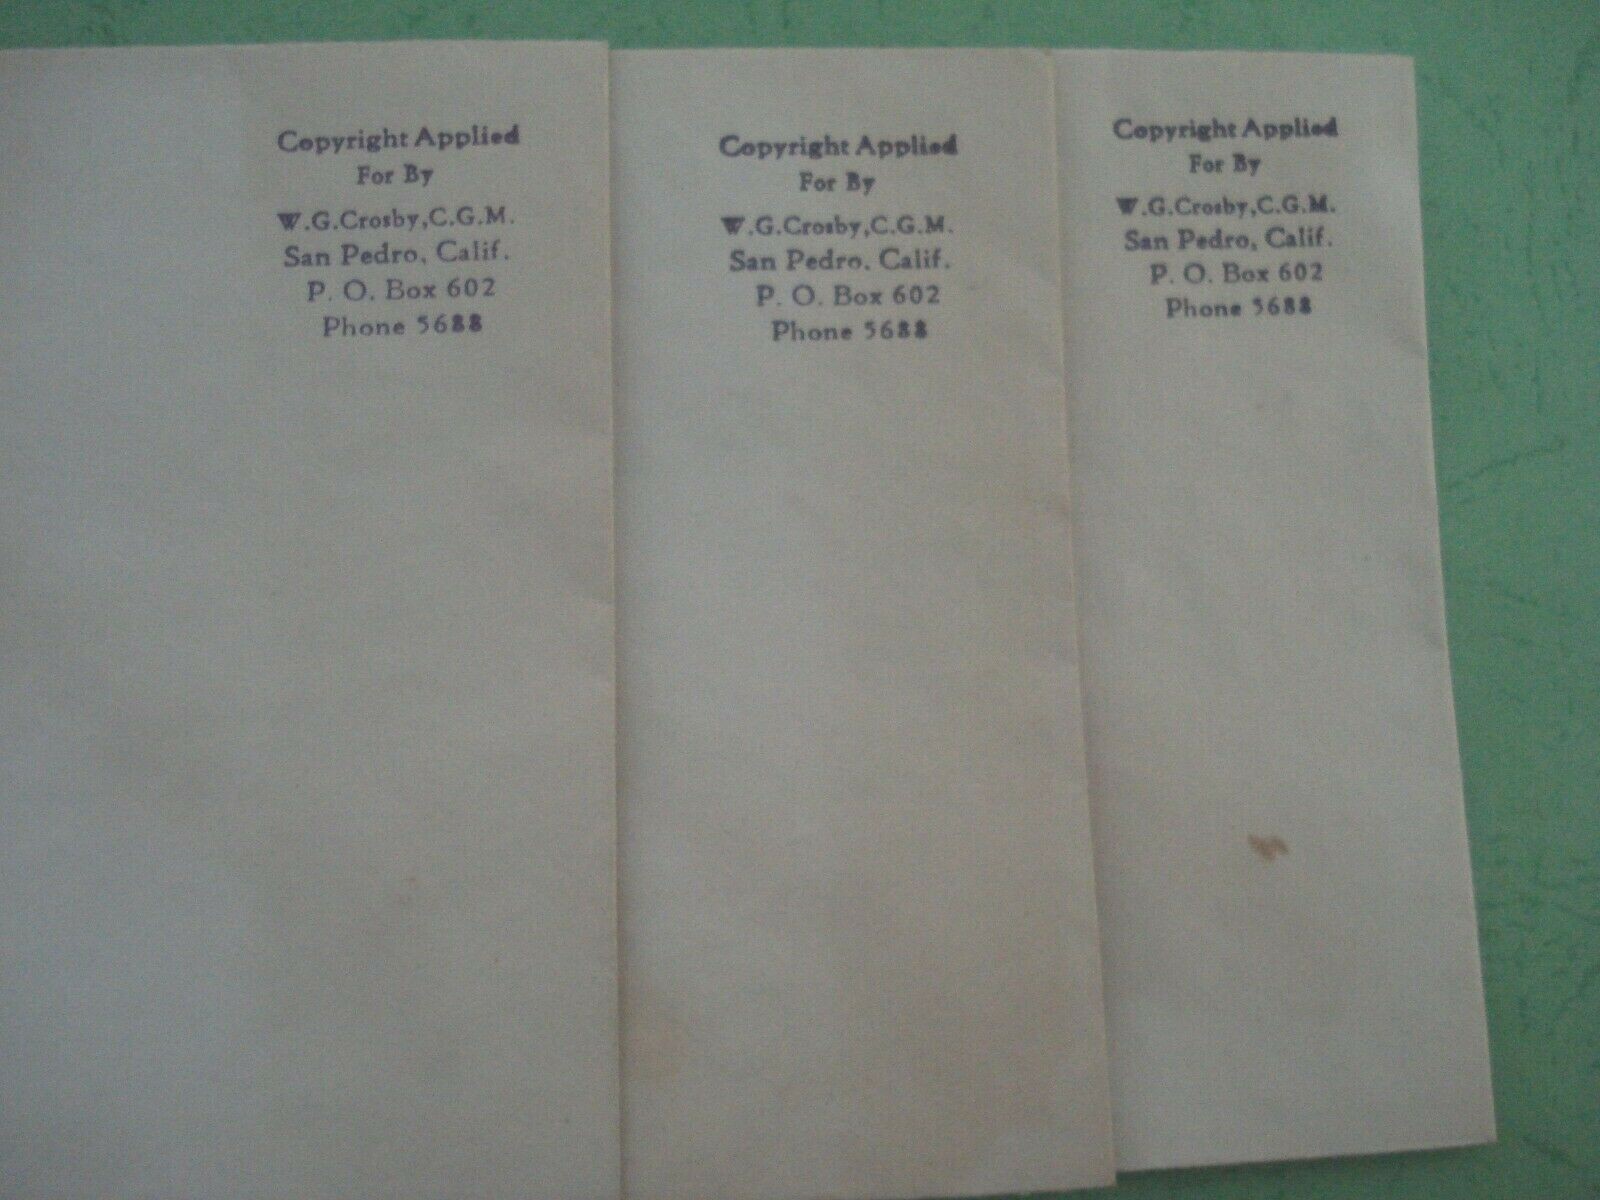 Copyright Applied
For By
W.G.Crosby,C.G.M.
San Pedro, Calif.
P. O. Box 602
Phone 5688
Copyright Applied
For By
W.G.Crosby,C.G.M.
San Pedro. Calif.
P. O. Box 602
Phone 5688
Copyright Applied
For By
W.G.Crosby,C.G.M.
San Pedro, Calif.
P. O. Box 602
Phone 5688